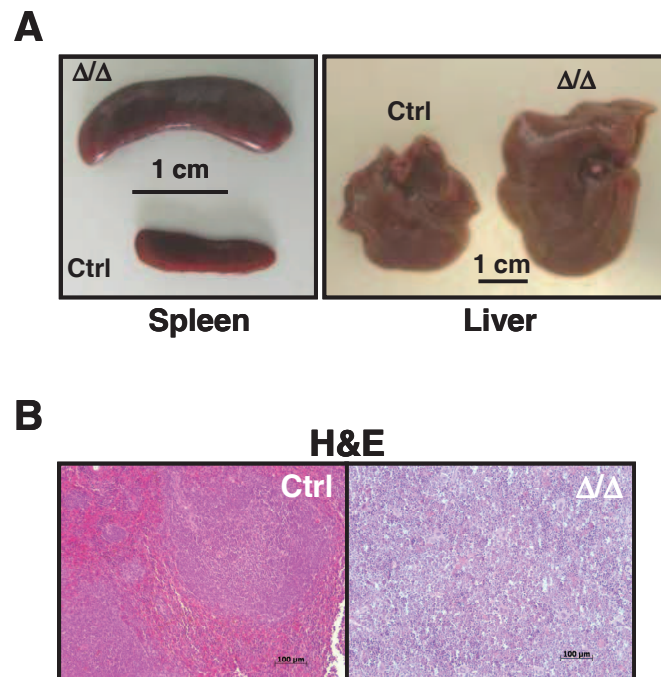 A
Δ/Δ
1 cm
Ctrl
Spleen
Ctrl
Δ/Δ
1 cm
Liver
B
H&E
Ctrl
100 μm
Δ/Δ
100 μm